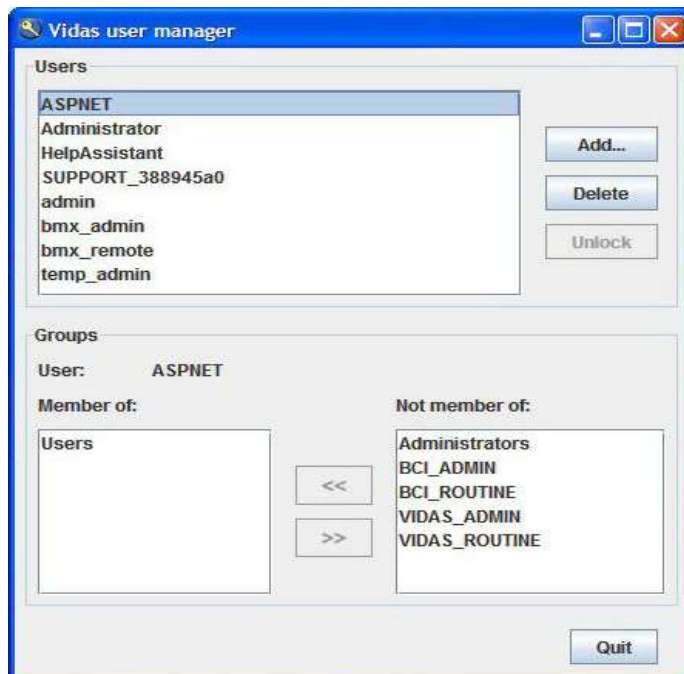 Vidas user manager
Users
ASPNET
Administrator
HelpAssistant
SUPPORT_388945a0
admin
bmx_admin
bmx_remote
temp_admin
Add...
Delete
Unlock
Groups
User: ASPNET
Member of:
Users
<<
>>
Not member of:
Administrators
BCI_ADMIN
BCI_ROUTINE
VIDAS_ADMIN
VIDAS_ROUTINE
Quit